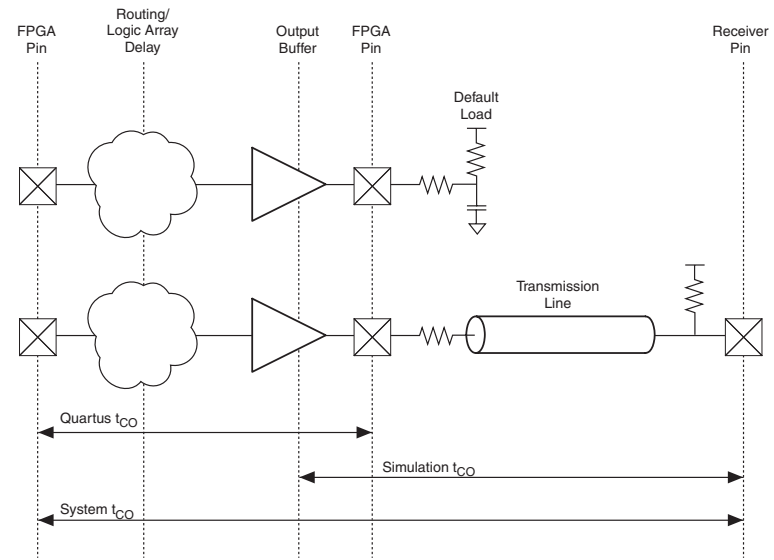 FPGA
Pin
Routing/
Logic Array
Delay
Output
Buffer
FPGA
Pin
Receiver
Pin
Default
Load
Transmission
Line
Quartus tCO
Simulation tCO
System tCO